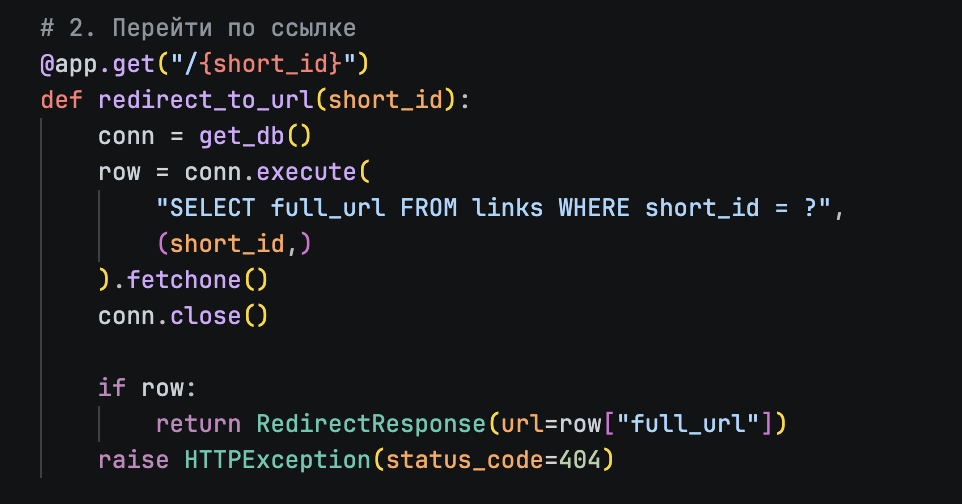 # 2. Перейти по ссылке
@app.get("/{short_id}")
def redirect_to_url(short_id):
    conn = get_db()
    row = conn.execute(
        "SELECT full_url FROM links WHERE short_id = ?",
        (short_id,)
    ).fetchone()
    conn.close()

    if row:
        return RedirectResponse(url=row["full_url"])
    raise HTTPException(status_code=404)